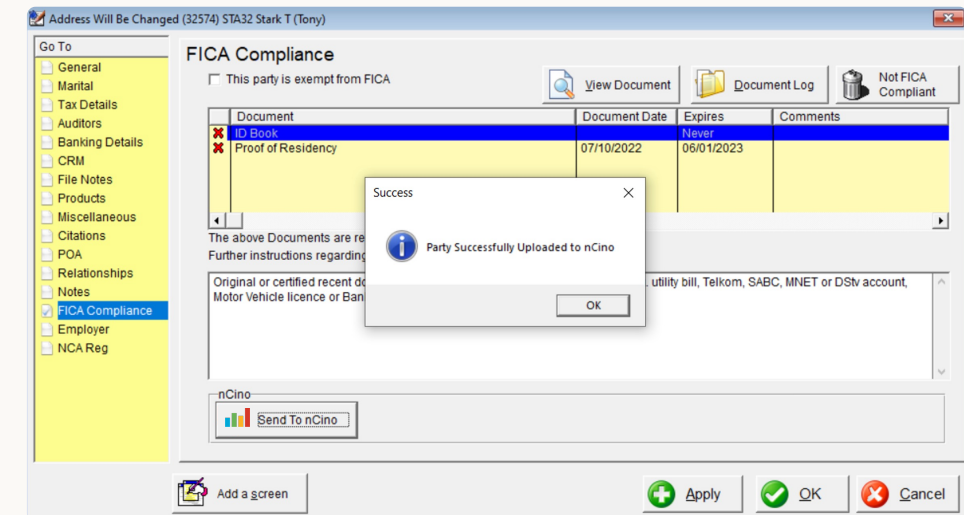 Address Will Be Changed (32574) STA32 Stark T (Tony)
Go To
General
Marital
Tax Details
Auditors
Banking Details
CRM
File Notes
Products
Miscellaneous
Citations
POA
Relationships
Notes
FICA Compliance
Employer
NCA Reg
FICA Compliance
This party is exempt from FICA
View Document
Document Log
Not FICA
Compliant
Document Document Date Expires Comments
ID Book Never
Proof of Residency 07/10/2022 06/01/2023
Success
Party Successfully Uploaded to nCino
OK
The above Documents are re
Further instructions regarding
Original or certified recent do utility bill, Telkom, SABC, MNET or DStv account,
Motor Vehicle licence or Ban
nCino
Send To nCino
Add a screen
Apply
OK
Cancel